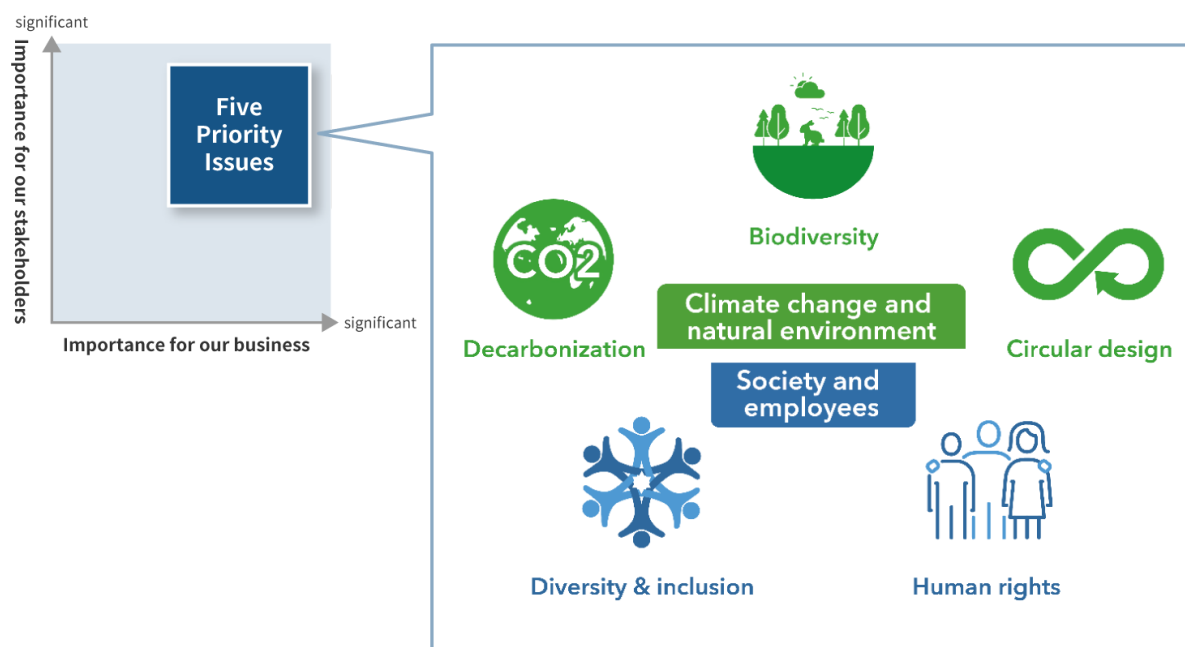 significant
Importance for our stakeholders
Five
Priority
Issues
significant
Importance for our business
Biodiversity
CO2
Decarbonization
Climate change and
natural environment
Circular design
Society and
employees
Diversity & inclusion
Human rights